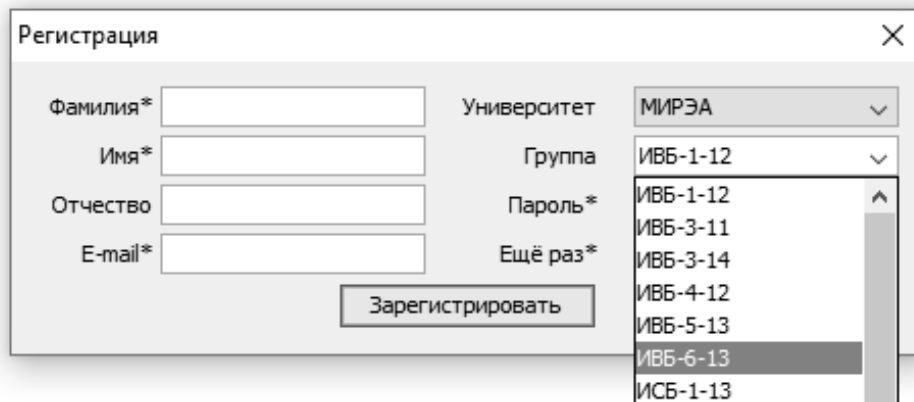 Регистрация
Фамилия* Университет МИРЭА
Имя* Группа ИВБ-1-12
Отчество Пароль* ИВБ-1-12
ИВБ-3-11
E-mail* Ещё раз* ИВБ-3-14
ИВБ-4-12
Зарегистрировать ИВБ-5-13
ИВБ-6-13
ИСБ-1-13